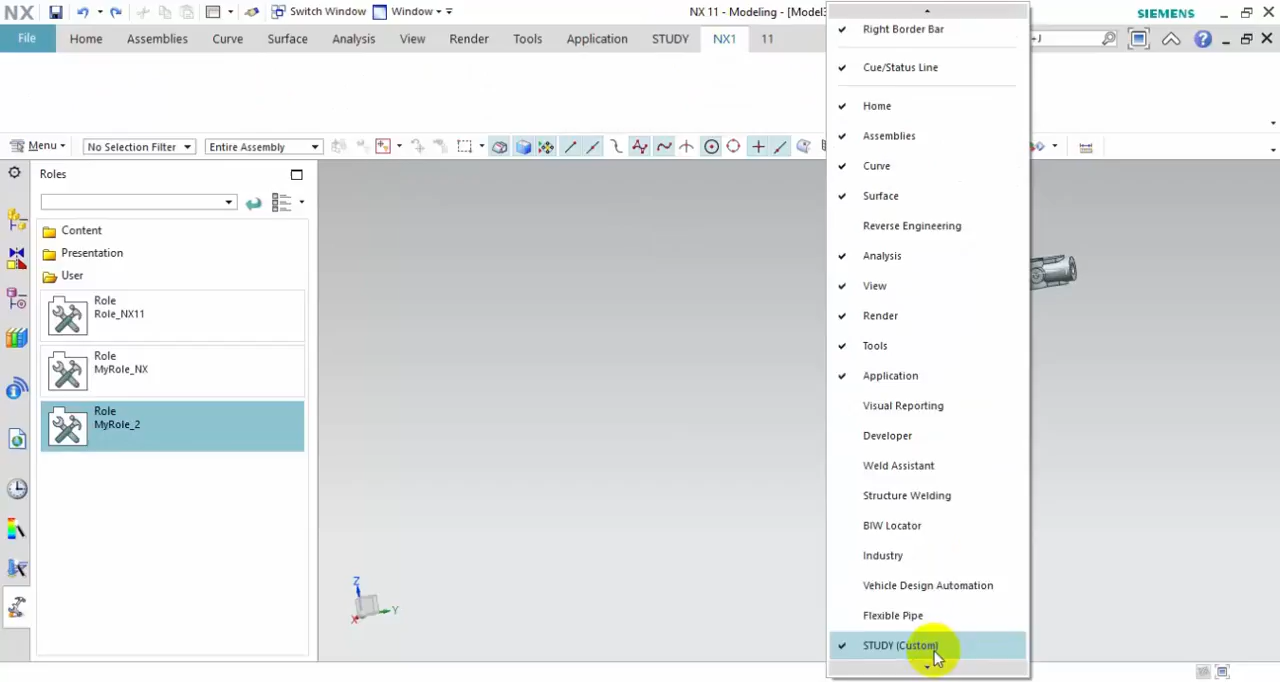 NX
Switch Window
Window
NX 11 - Modeling - [Model3
SIEMENS
File
Home
Assemblies
Curve
Surface
Analysis
View
Render
Tools
Application
STUDY
NX1
11
Menu
No Selection Filter
Entire Assembly
Roles
Content
Presentation
User
Role
Role_NX11
Role
MyRole_NX
Role
MyRole_2
Z
Y
X
Right Border Bar
Cue/Status Line
Home
Assemblies
Curve
Surface
Reverse Engineering
Analysis
View
Render
Tools
Application
Visual Reporting
Developer
Weld Assistant
Structure Welding
BIW Locator
Industry
Vehicle Design Automation
Flexible Pipe
STUDY (Custom)